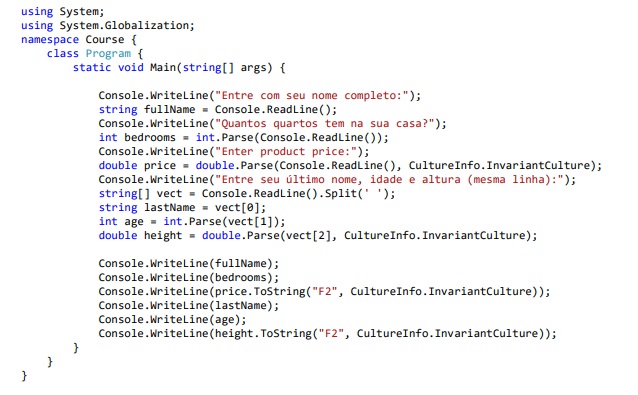 using System;
using System.Globalization;
namespace Course {
    class Program {
        static void Main(string[] args) {

            Console.WriteLine("Entre com seu nome completo:");
            string fullName = Console.ReadLine();
            Console.WriteLine("Quantos quartos tem na sua casa?");
            int bedrooms = int.Parse(Console.ReadLine());
            Console.WriteLine("Enter product price:");
            double price = double.Parse(Console.ReadLine(), CultureInfo.InvariantCulture);
            Console.WriteLine("Entre seu último nome, idade e altura (mesma linha):");
            string[] vect = Console.ReadLine().Split(' ');
            string lastName = vect[0];
            int age = int.Parse(vect[1]);
            double height = double.Parse(vect[2], CultureInfo.InvariantCulture);

            Console.WriteLine(fullName);
            Console.WriteLine(bedrooms);
            Console.WriteLine(price.ToString("F2", CultureInfo.InvariantCulture));
            Console.WriteLine(lastName);
            Console.WriteLine(age);
            Console.WriteLine(height.ToString("F2", CultureInfo.InvariantCulture));
        }
    }
}